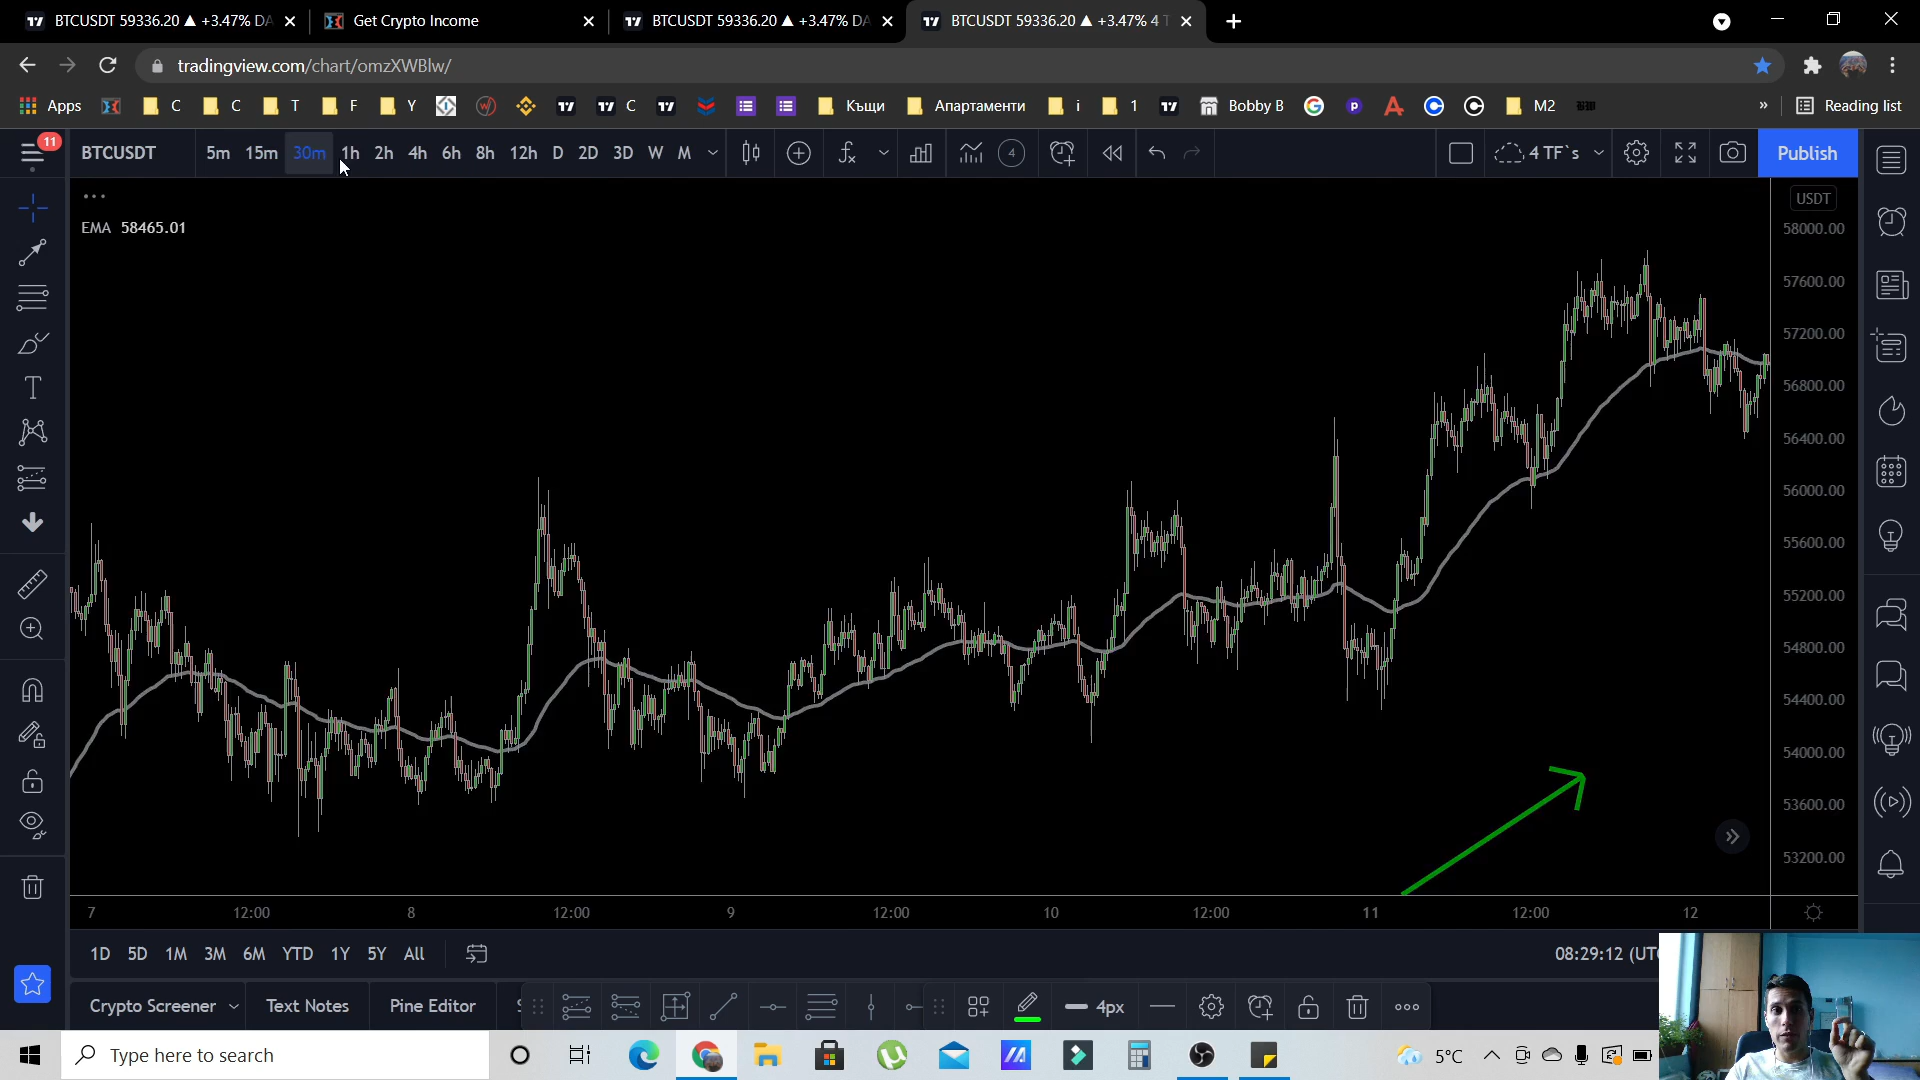 BTCUSDT 59336.20 ▲ +3.47% DA
Get Crypto Income
BTCUSDT 59336.20 ▲ +3.47% DA
BTCUSDT 59336.20 ▲ +3.47% 4 T
tradingview.com/chart/omzXWBlw/
Apps C C T F Y C Къщи Апартаменти i 1 Bobby B M2 » Reading list
11
BTCUSDT 5m 15m 30m 1h 2h 4h 6h 8h 12h D 2D 3D W M 4 4 TF`s Publish
USDT
EMA 58465.01
58000.00
57600.00
57200.00
56800.00
56400.00
56000.00
55600.00
55200.00
54800.00
54400.00
54000.00
53600.00
53200.00
7 12:00 8 12:00 9 12:00 10 12:00 11 12:00 12
1D 5D 1M 3M 6M YTD 1Y 5Y All 08:29:12 (UTC
Crypto Screener Text Notes Pine Editor 4px
Type here to search 5°C